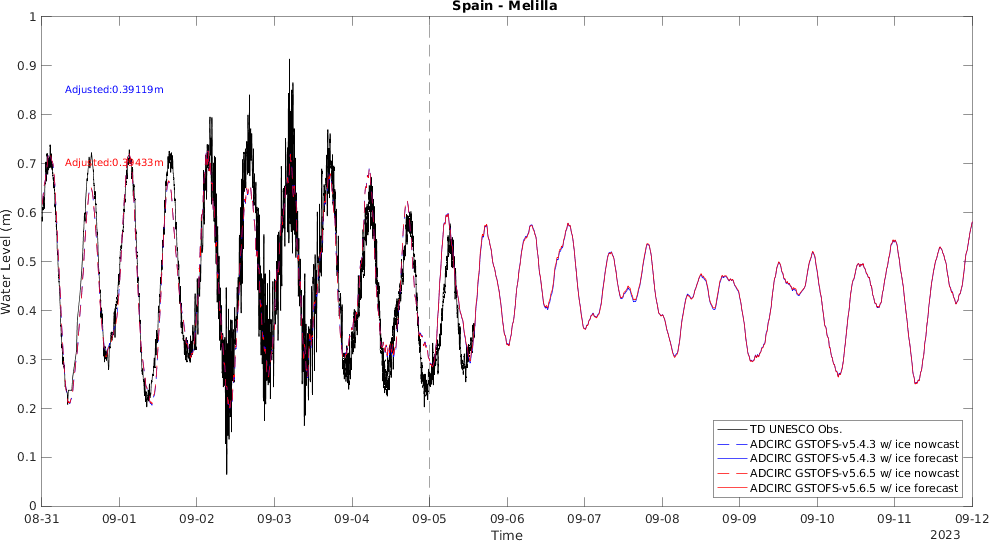 Spain - Melilla
Water Level (m)
1
0.9
0.8
0.7
0.6
0.5
0.4
0.3
0.2
0.1
0
Adjusted:0.39119m
Adjusted:0.39433m
TD UNESCO Obs.
ADCIRC GSTOFS-v5.4.3 w/ ice nowcast
ADCIRC GSTOFS-v5.4.3 w/ ice forecast
ADCIRC GSTOFS-v5.6.5 w/ ice nowcast
ADCIRC GSTOFS-v5.6.5 w/ ice forecast
08-31 09-01 09-02 09-03 09-04 09-05 09-06 09-07 09-08 09-09 09-10 09-11 09-12
Time
2023